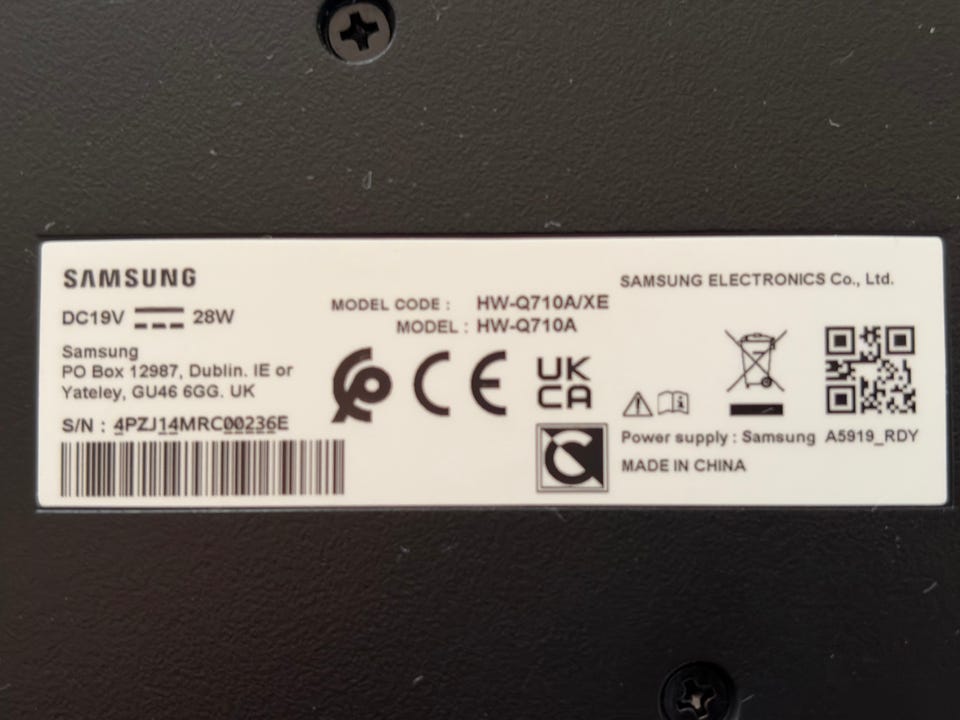 SAMSUNG
SAMSUNG ELECTRONICS Co., Ltd.
DC19V 28W
MODEL CODE : HW-Q710A/XE
MODEL : HW-Q710A
Samsung
PO Box 12987, Dublin. IE or
Yateley, GU46 6GG. UK
S/N : 4PZJ14MRC00236E
CE
UK
CA
Power supply : Samsung A5919_RDY
MADE IN CHINA